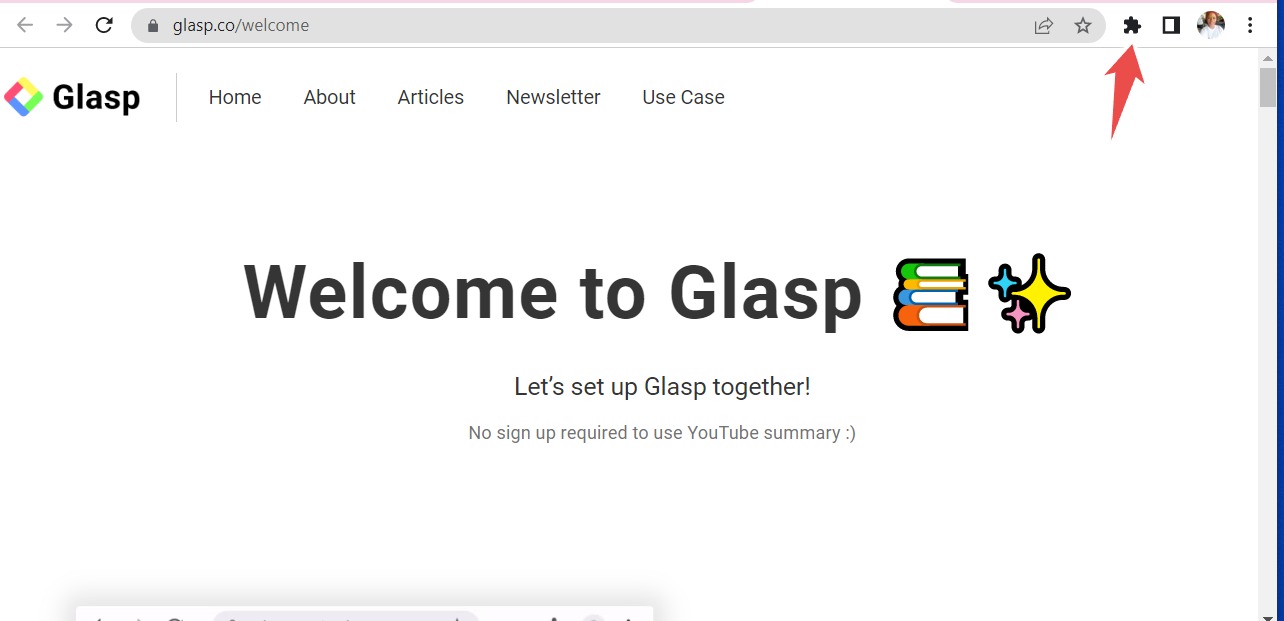 glasp.co/welcome
Glasp
Home
About
Articles
Newsletter
Use Case
Welcome to Glasp
Let’s set up Glasp together!
No sign up required to use YouTube summary :)